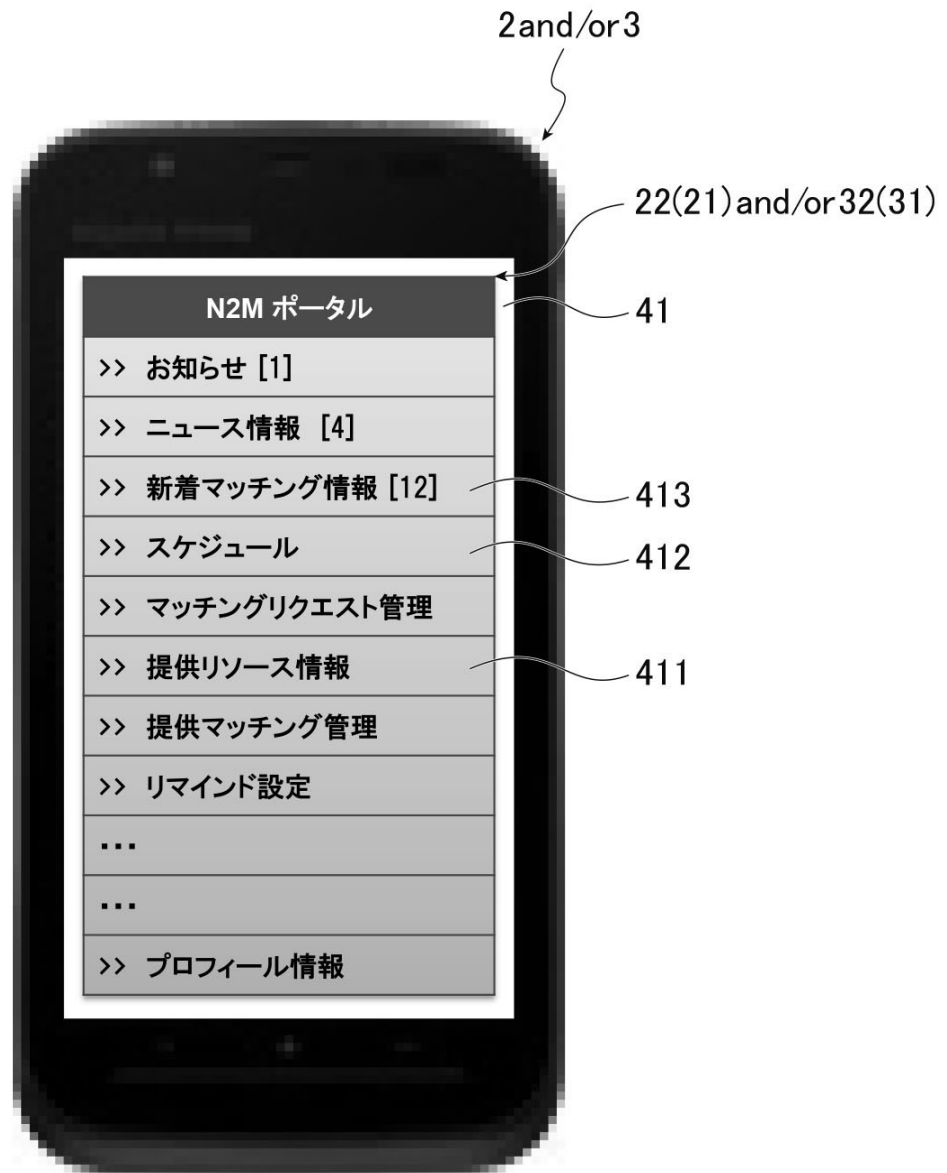 2and/or3
22(21)and/or32(31)
N2M ポータル
41
>> お知らせ [1]
>> ニュース情報 [4]
>> 新着マッチング情報 [12]
413
>> スケジュール
412
>> マッチングリクエスト管理
>> 提供リソース情報
411
>> 提供マッチング管理
>> リマインド設定
・・・
・・・
>> プロフィール情報